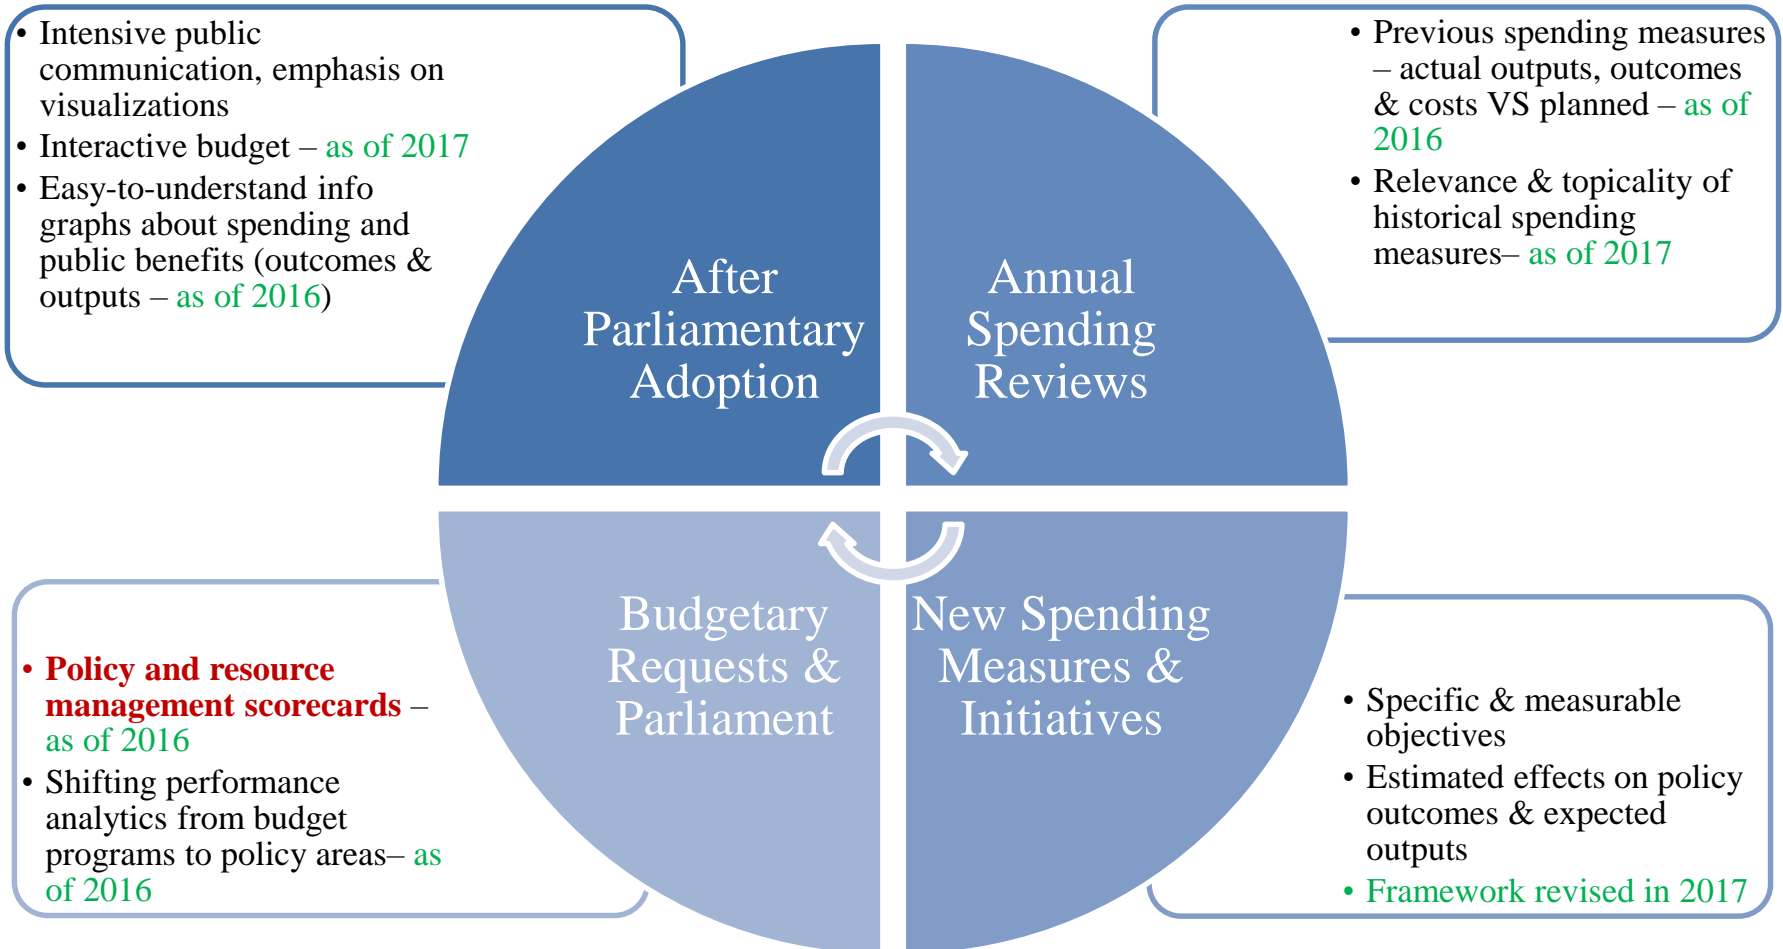 • Intensive public
communication, emphasis on
visualizations
• Interactive budget – as of 2017
• Easy-to-understand info
graphs about spending and
public benefits (outcomes &
outputs – as of 2016)
• Previous spending measures
– actual outputs, outcomes
& costs VS planned – as of
2016
• Relevance & topicality of
historical spending
measures– as of 2017
After
Parliamentary
Adoption
Annual
Spending
Reviews
Budgetary
Requests &
Parliament
New Spending
Measures &
Initiatives
• Policy and resource
management scorecards –
as of 2016
• Shifting performance
analytics from budget
programs to policy areas– as
of 2016
• Specific & measurable
objectives
• Estimated effects on policy
outcomes & expected
outputs
• Framework revised in 2017